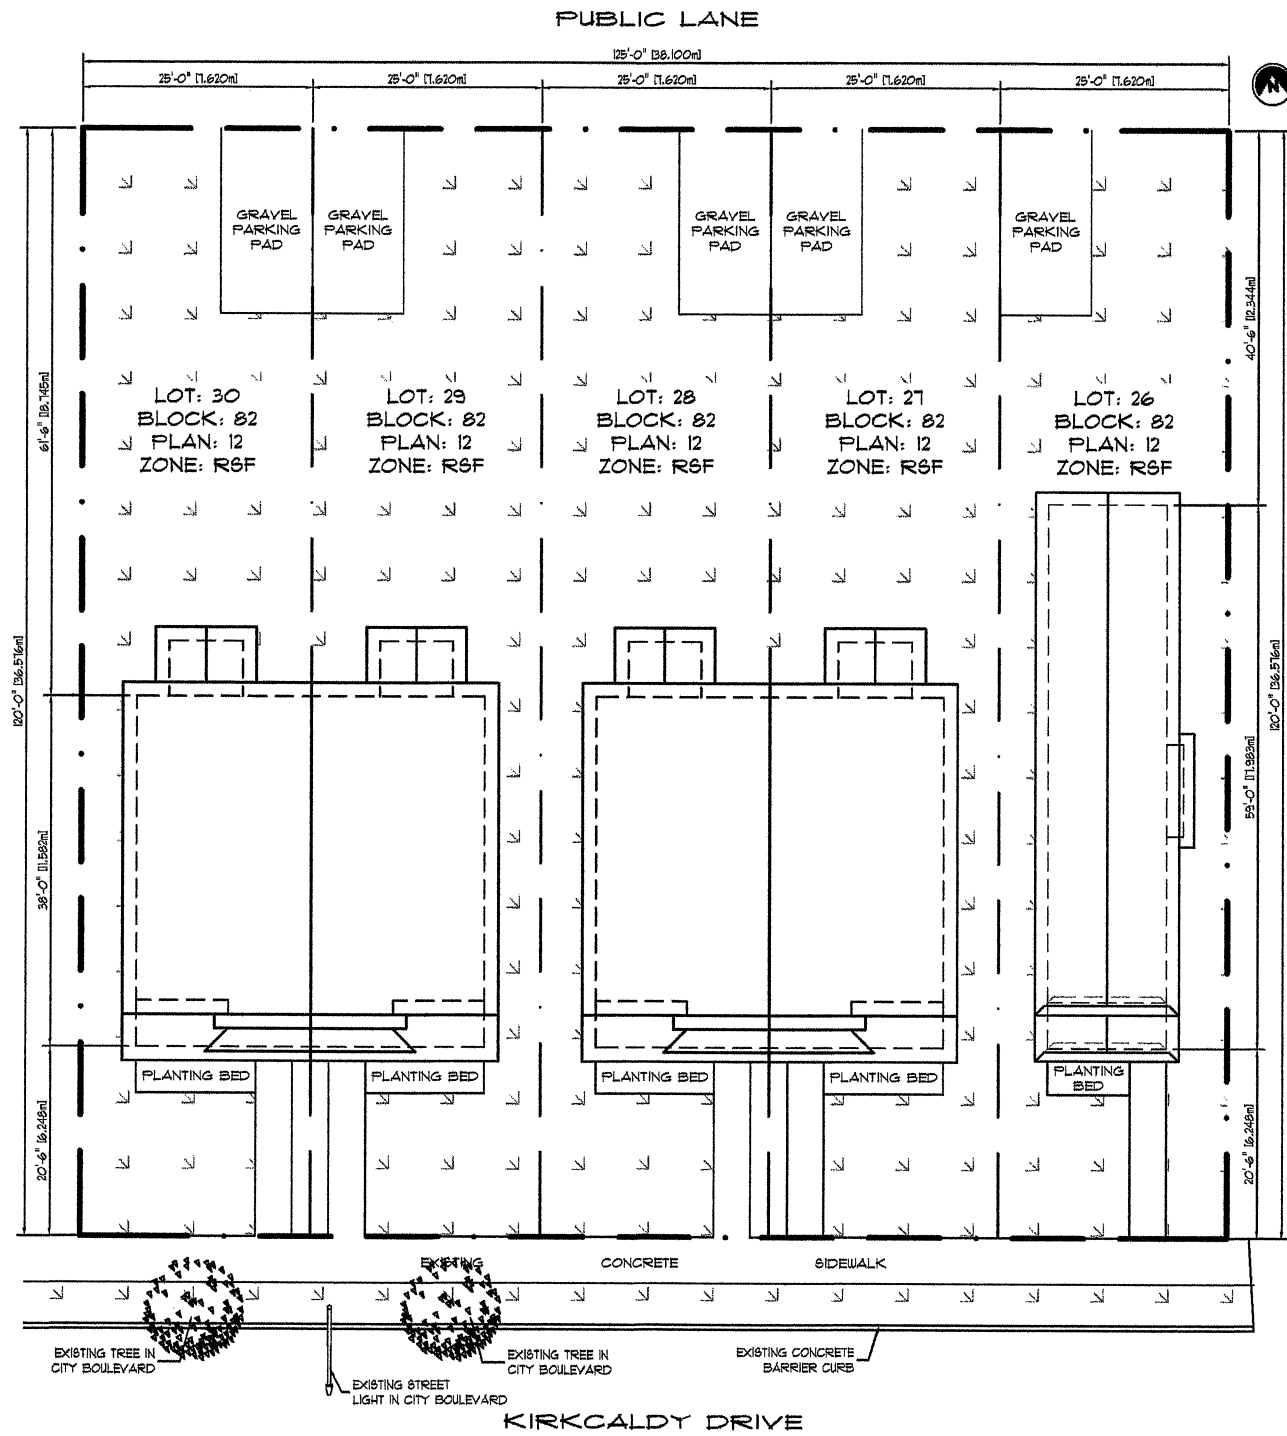 PUBLIC LANE
125'-0" [38.100m]
25'-0" [7.620m]
25'-0" [7.620m]
25'-0" [7.620m]
25'-0" [7.620m]
25'-0" [7.620m]
N
GRAVEL
PARKING
PAD
GRAVEL
PARKING
PAD
GRAVEL
PARKING
PAD
GRAVEL
PARKING
PAD
GRAVEL
PARKING
PAD
LOT: 30
BLOCK: 82
PLAN: 12
ZONE: RSF
LOT: 29
BLOCK: 82
PLAN: 12
ZONE: RSF
LOT: 28
BLOCK: 82
PLAN: 12
ZONE: RSF
LOT: 27
BLOCK: 82
PLAN: 12
ZONE: RSF
LOT: 26
BLOCK: 82
PLAN: 12
ZONE: RSF
120'-0" [36.576m]
61'-6" [18.745m]
38'-0" [11.582m]
20'-6" [6.248m]
40'-6" [12.344m]
59'-0" [17.983m]
20'-6" [6.248m]
120'-0" [36.576m]
PLANTING BED
PLANTING BED
PLANTING BED
PLANTING BED
PLANTING
BED
EXISTING CONCRETE SIDEWALK
EXISTING TREE IN
CITY BOULEVARD
EXISTING STREET
LIGHT IN CITY BOULEVARD
EXISTING TREE IN
CITY BOULEVARD
EXISTING CONCRETE
BARRIER CURB
KIRKCALDY DRIVE